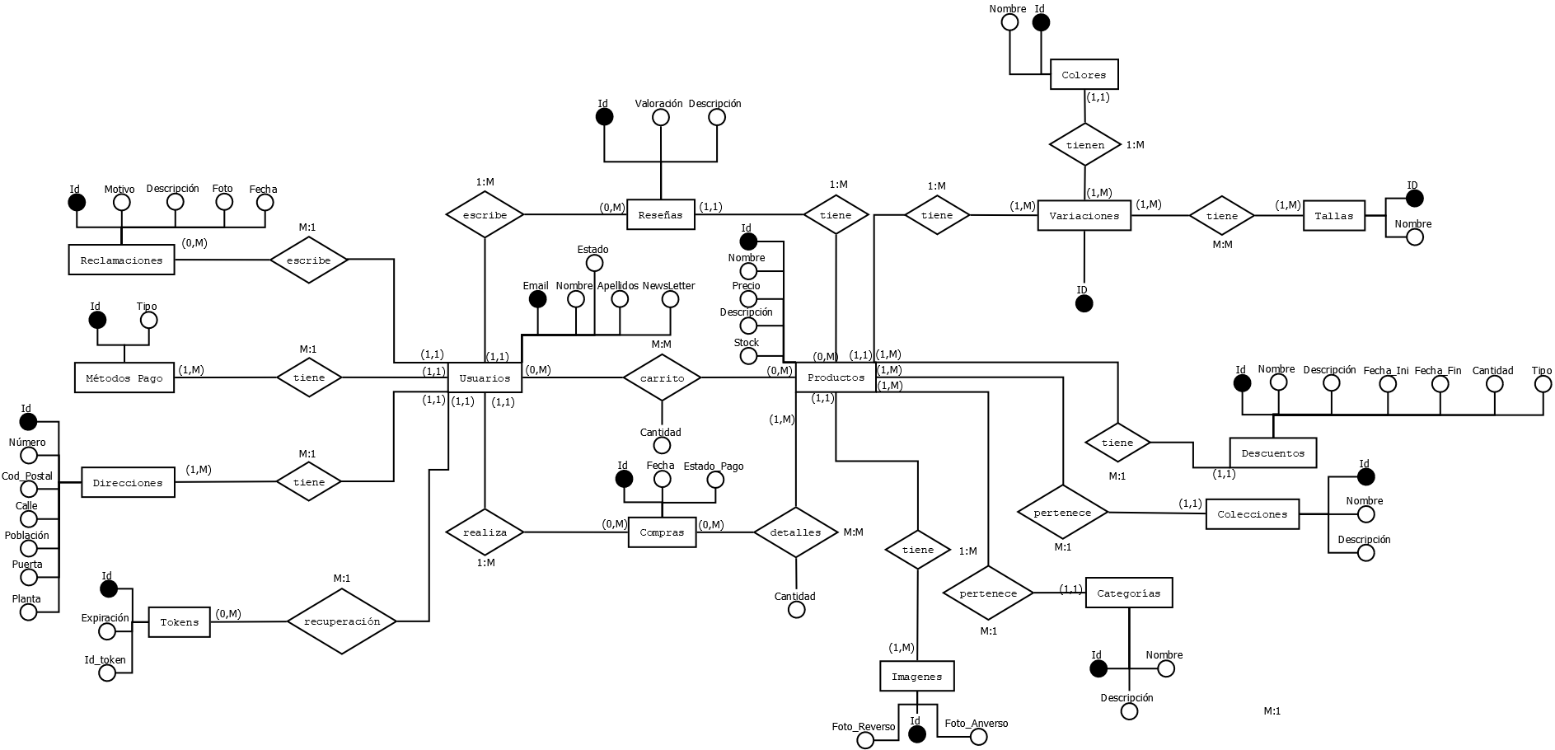 Nombre
Id
Colores
(1,1)
tienen
1:M
(1,M)
Id
Valoración
Descripción
1:M
escribe
(0,M)
Reseñas
(1,1)
1:M
tiene
1:M
tiene
(1,M)
Variaciones
(1,M)
tiene
M:M
(1,M)
Tallas
ID
Nombre
ID
Id
Motivo
Descripción
Foto
Fecha
(0,M)
Reclamaciones
M:1
escribe
Id
Nombre
Precio
Descripción
Stock
Estado
Email
Nombre
Apellidos
NewsLetter
Id
Tipo
Métodos Pago
(1,M)
M:1
tiene
(1,1)
(1,1)
(1,1)
Usuarios
(0,M)
M:M
carrito
Cantidad
(0,M)
(0,M)
(1,1)
(1,M)
Productos
(1,M)
(1,M)
(1,1)
(1,M)
(1,1)
(1,1)
(1,1)
Id
Nombre
Descripción
Fecha_Ini
Fecha_Fin
Cantidad
Tipo
tiene
M:1
Descuentos
(1,1)
Id
Número
Cod_Postal
Calle
Población
Puerta
Planta
Direcciones
(1,M)
M:1
tiene
Id
Fecha
Estado_Pago
realiza
1:M
(0,M)
Compras
(0,M)
detalles
M:M
Cantidad
pertenece
M:1
(1,1)
Colecciones
Id
Nombre
Descripción
tiene
1:M
pertenece
M:1
(1,1)
Categorías
Id
Nombre
Descripción
Id
Expiración
Id_token
Tokens
(0,M)
M:1
recuperación
(1,M)
Imagenes
Foto_Reverso
Id
Foto_Anverso
M:1